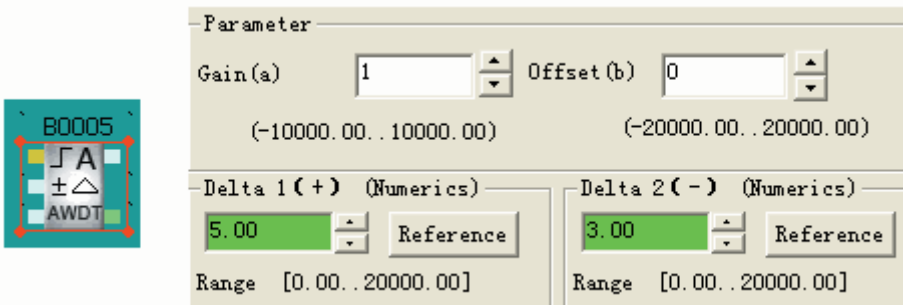 B0005
A
± △
AWDT
Parameter
Gain(a) 1 Offset(b) 0
(-10000.00..10000.00) (-20000.00..20000.00)
Delta 1(+) (Numerics)
5.00 Reference
Range [0.00..20000.00]
Delta 2(-) (Numerics)
3.00 Reference
Range [0.00..20000.00]